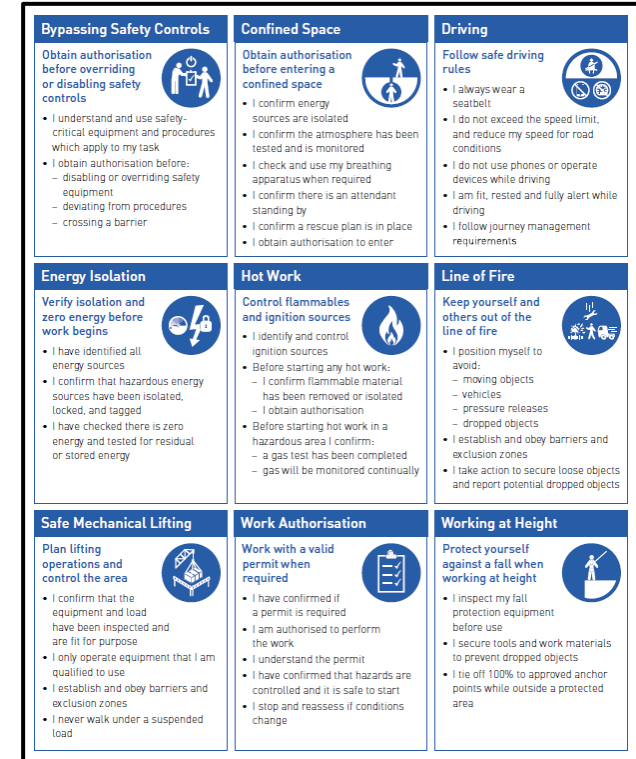 Bypassing Safety Controls
Obtain authorisation
before overriding
or disabling safety
controls
• I understand and use safety-
critical equipment and procedures
which apply to my task
• I obtain authorisation before:
– disabling or overriding safety
equipment
– deviating from procedures
– crossing a barrier
Confined Space
Obtain authorisation
before entering a
confined space
• I confirm energy
sources are isolated
• I confirm the atmosphere has been
tested and is monitored
• I check and use my breathing
apparatus when required
• I confirm there is an attendant
standing by
• I confirm a rescue plan is in place
• I obtain authorisation to enter
Driving
Follow safe driving
rules
• I always wear a
seatbelt
• I do not exceed the speed limit,
and reduce my speed for road
conditions
• I do not use phones or operate
devices while driving
• I am fit, rested and fully alert while
driving
• I follow journey management
requirements
Energy Isolation
Verify isolation and
zero energy before
work begins
• I have identified all
energy sources
• I confirm that hazardous energy
sources have been isolated,
locked, and tagged
• I have checked there is zero
energy and tested for residual
or stored energy
Hot Work
Control flammables
and ignition sources
• I identify and control
ignition sources
• Before starting any hot work:
– I confirm flammable material
has been removed or isolated
– I obtain authorisation
• Before starting hot work in a
hazardous area I confirm:
– a gas test has been completed
– gas will be monitored continually
Line of Fire
Keep yourself and
others out of the
line of fire
• I position myself to
avoid:
– moving objects
– vehicles
– pressure releases
– dropped objects
• I establish and obey barriers and
exclusion zones
• I take action to secure loose objects
and report potential dropped objects
Safe Mechanical Lifting
Plan lifting
operations and
control the area
• I confirm that the
equipment and load
have been inspected and
are fit for purpose
• I only operate equipment that I am
qualified to use
• I establish and obey barriers and
exclusion zones
• I never walk under a suspended
load
Work Authorisation
Work with a valid
permit when
required
• I have confirmed if
a permit is required
• I am authorised to perform
the work
• I understand the permit
• I have confirmed that hazards are
controlled and it is safe to start
• I stop and reassess if conditions
change
Working at Height
Protect yourself
against a fall when
working at height
• I inspect my fall
protection equipment
before use
• I secure tools and work materials
to prevent dropped objects
• I tie off 100% to approved anchor
points while outside a protected
area